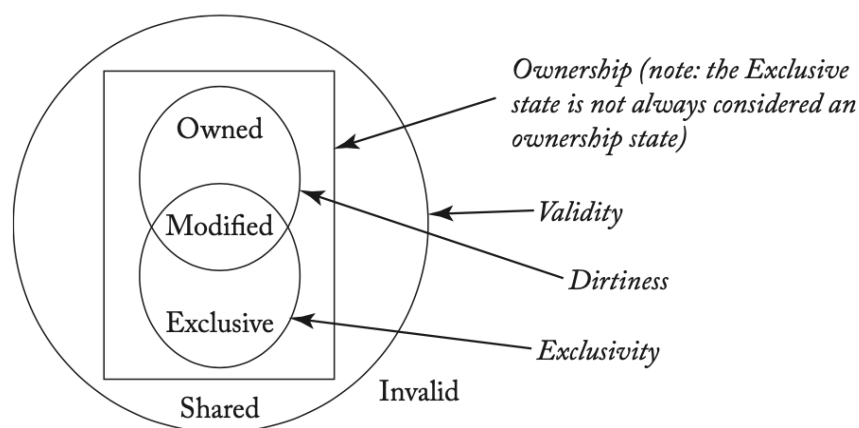 Owned
Modified
Exclusive
Shared
Invalid
Ownership (note: the Exclusive
state is not always considered an
ownership state)
Validity
Dirtiness
Exclusivity